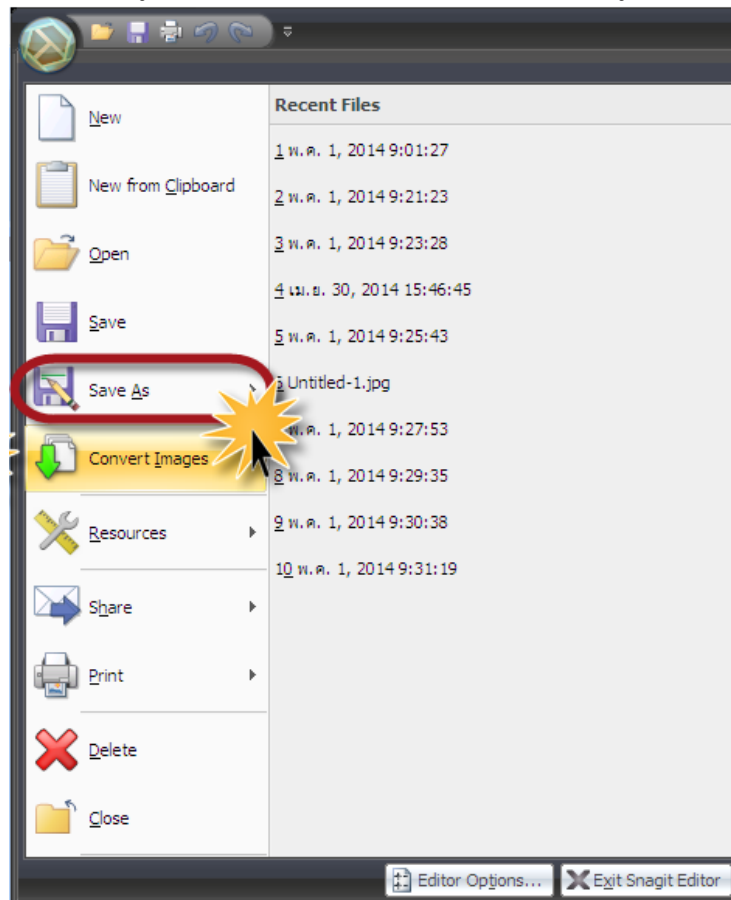 New
New from Clipboard
Open
Save
Save As
Convert Images
Resources
Share
Print
Delete
Close
Recent Files
1 พ.ค. 1, 2014 9:01:27
2 พ.ค. 1, 2014 9:21:23
3 พ.ค. 1, 2014 9:23:28
4 เม.ย. 30, 2014 15:46:45
5 พ.ค. 1, 2014 9:25:43
Untitled-1.jpg
พ.ค. 1, 2014 9:27:53
8 พ.ค. 1, 2014 9:29:35
9 พ.ค. 1, 2014 9:30:38
10 พ.ค. 1, 2014 9:31:19
Editor Options...
Exit Snagit Editor